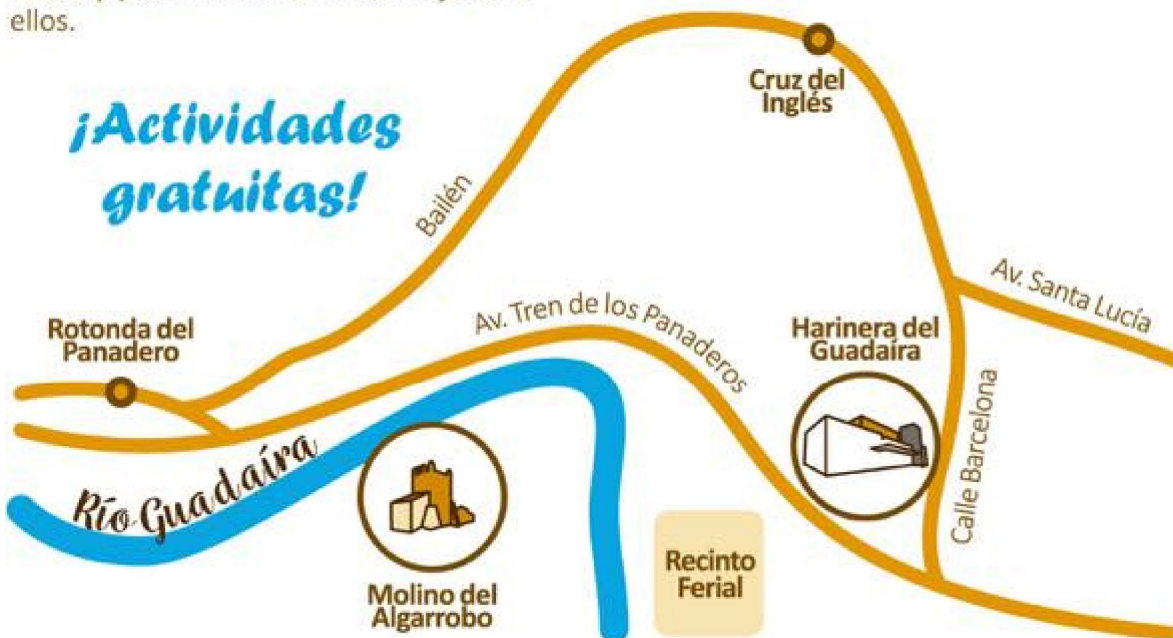 ellos.
¡Actividades
gratuitas!
Cruz del
Inglés
Bailén
Av. Santa Lucía
Rotonda del
Panadero
Av. Tren de los Panaderos
Harinera del
Guadaíra
Río Guadaíra
Calle Barcelona
Molino del
Algarrobo
Recinto
Ferial